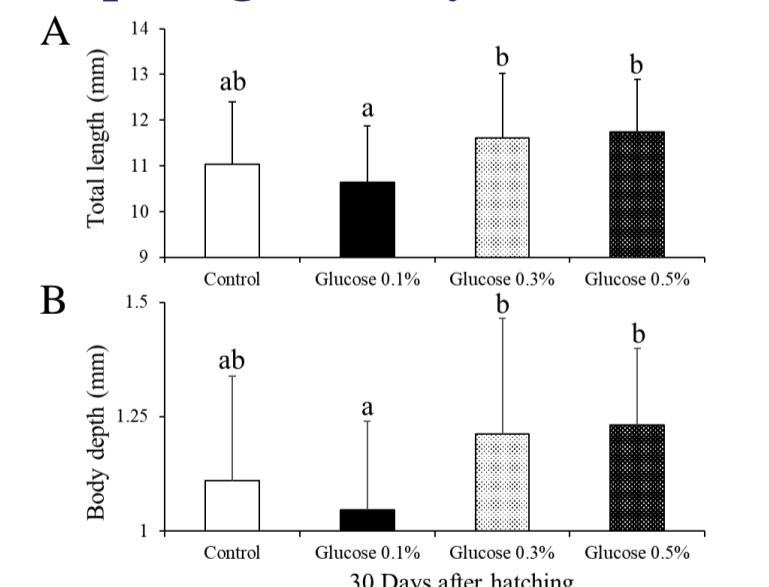 A
Total length (mm)
14
13
12
11
10
9
ab
a
b
b
Control Glucose 0.1% Glucose 0.3% Glucose 0.5%
B
Body depth (mm)
1.5
1.25
1
ab
a
b
b
Control Glucose 0.1% Glucose 0.3% Glucose 0.5%
30 Days after hatching